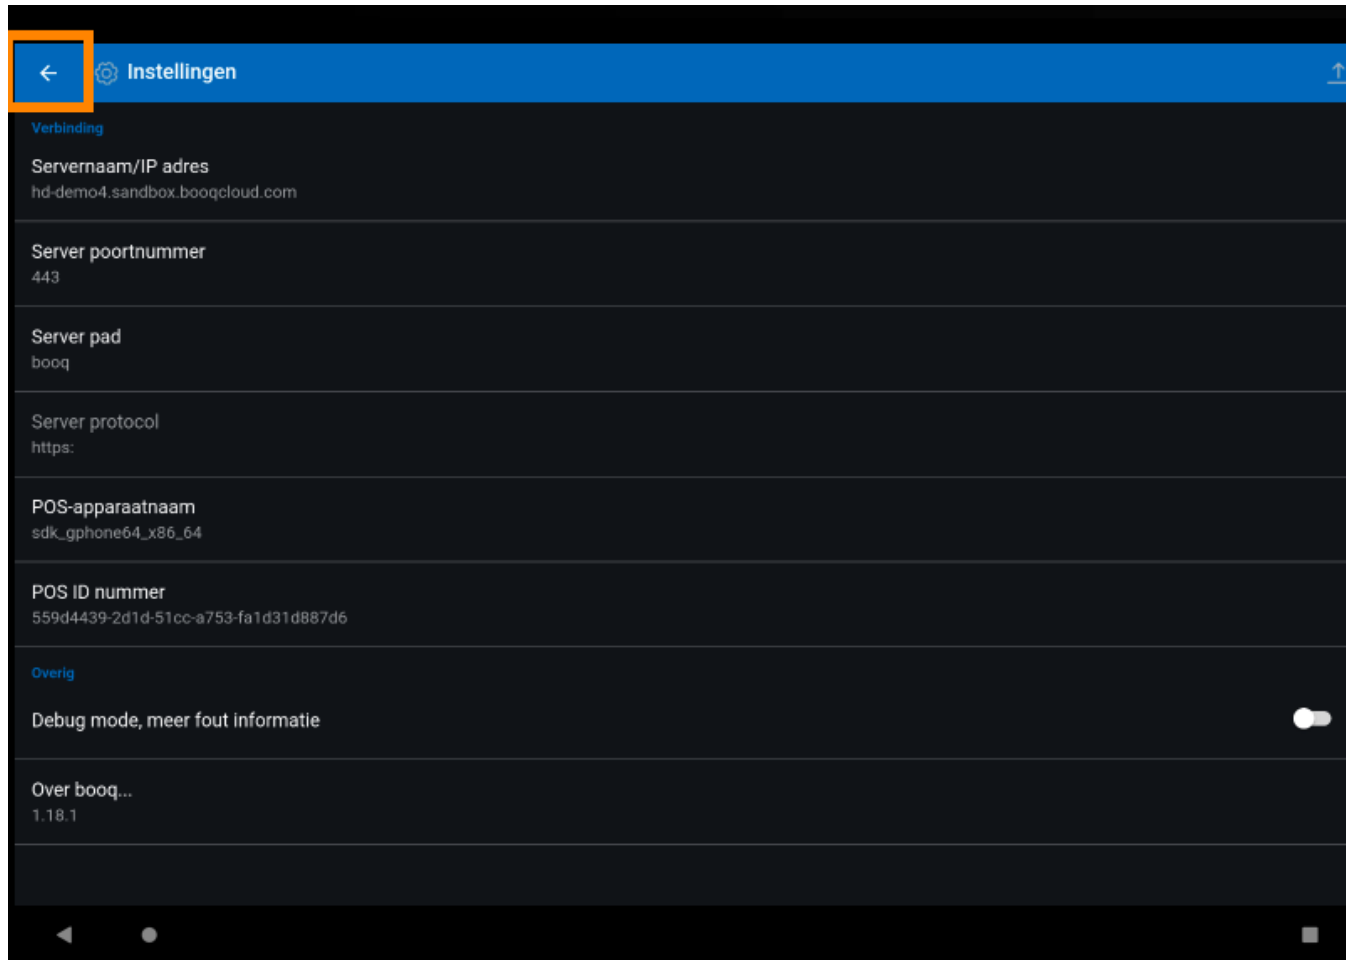 Instellingen
Verbinding
Servernaam/IP adres
hd-demo4.sandbox.booqcloud.com
Server poortnummer
443
Server pad
booq
Server protocol
https:
POS-apparaatnaam
sdk_gphone64_x86_64
POS ID nummer
559d4439-2d1d-51cc-a753-fa1d31d887d6
Overig
Debug mode, meer fout informatie
Over booq...
1.18.1